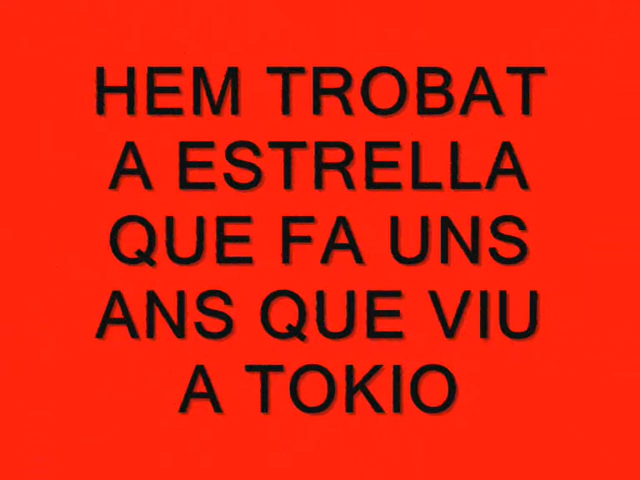 HEM TROBAT
A ESTRELLA
QUE FA UNS
ANS QUE VIU
A TOKIO